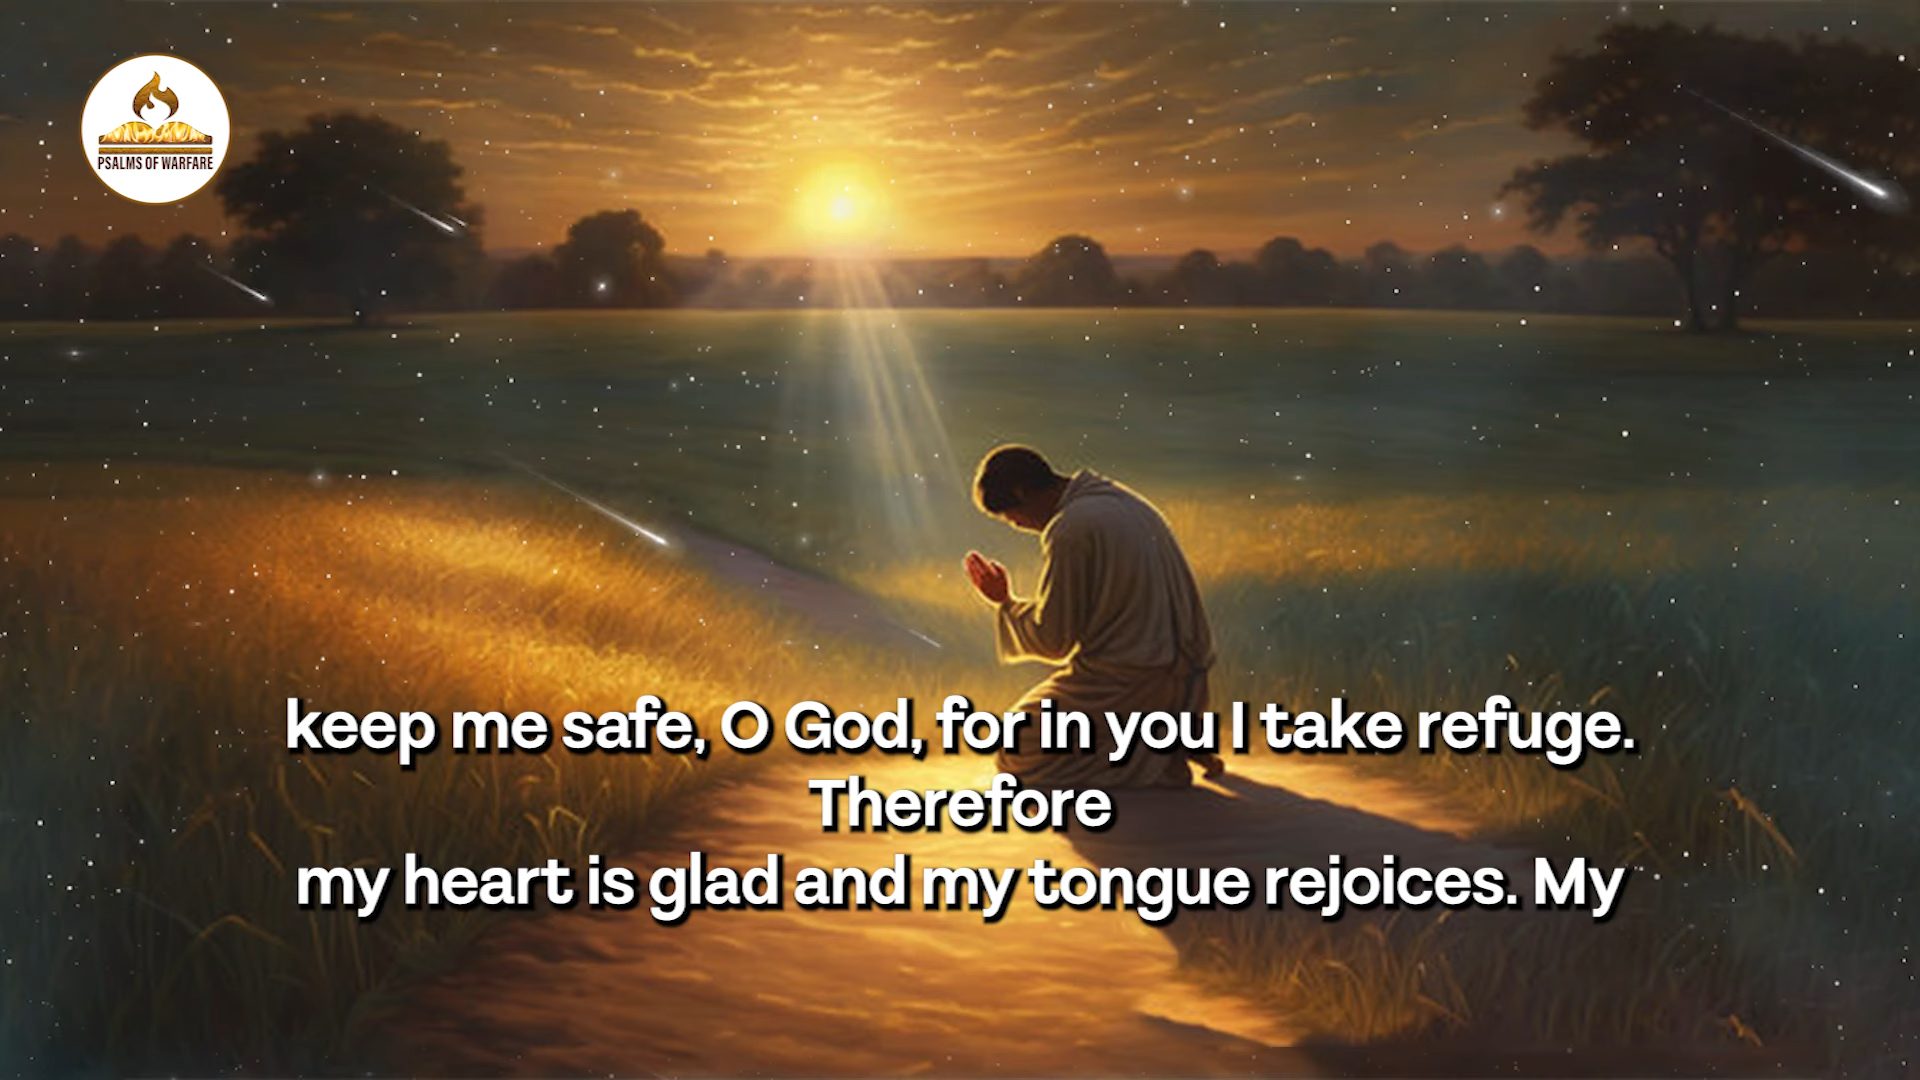 PSALMS OF WARFARE
keep me safe, O God, for in you I take refuge.
Therefore
my heart is glad and my tongue rejoices. My